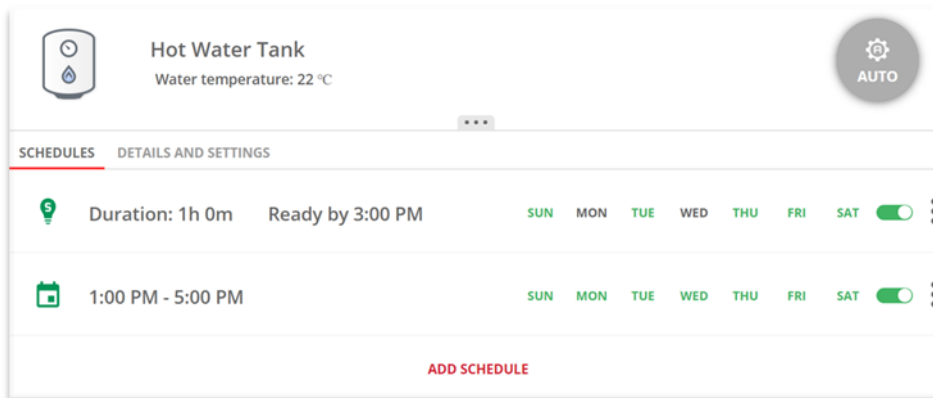 Hot Water Tank
Water temperature: 22 °C
AUTO
SCHEDULES DETAILS AND SETTINGS
S Duration: 1h 0m Ready by 3:00 PM SUN MON TUE WED THU FRI SAT
1:00 PM - 5:00 PM SUN MON TUE WED THU FRI SAT
ADD SCHEDULE